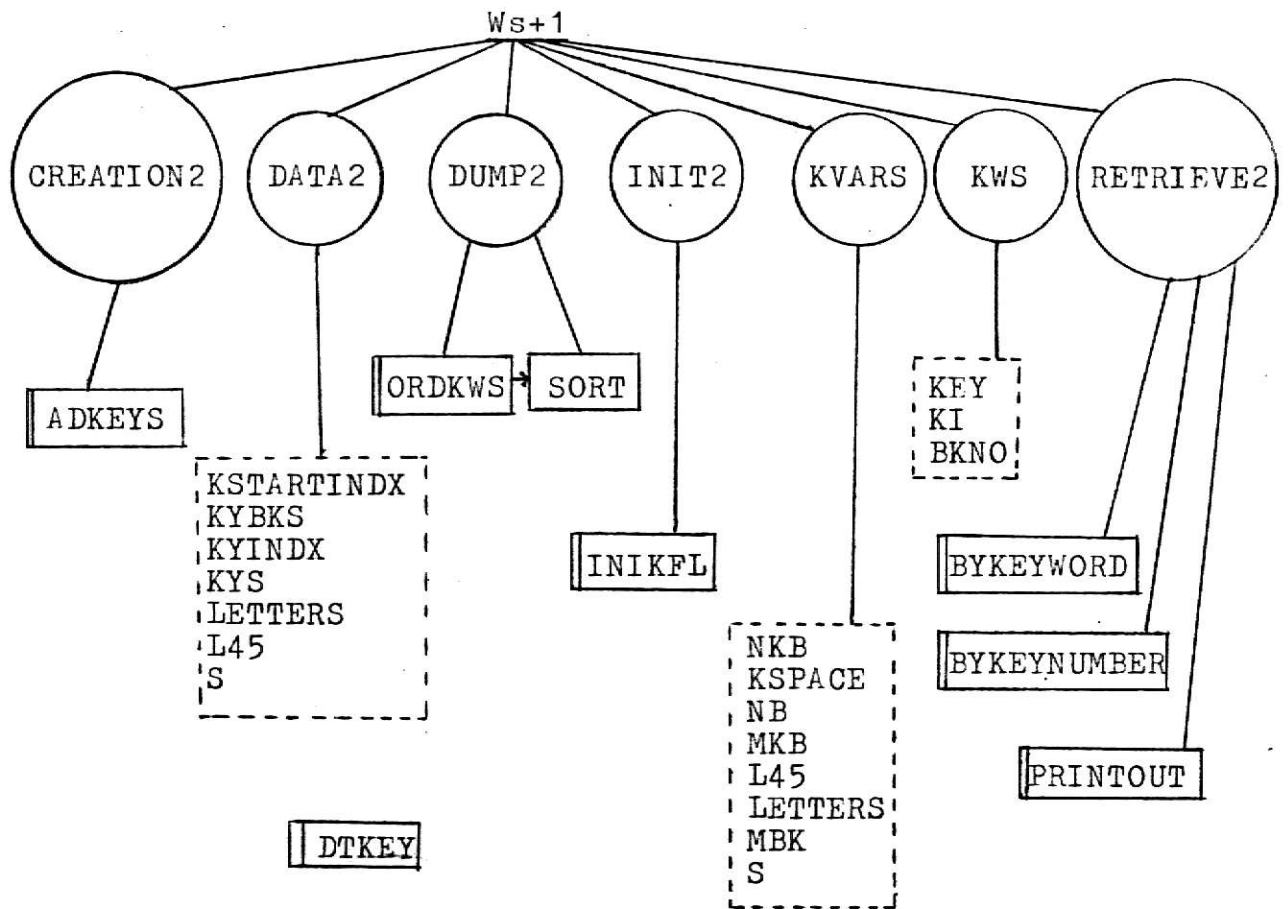 Ws+1
CREATION2
DATA2
DUMP2
INIT2
KVARS
KWS
RETRIEVE2
ADKEYS
KSTARTINDX
KYBKS
KYINDX
KYS
LETTERS
L45
S
ORDKWS
SORT
INIKFL
NKB
KSPACE
NB
MKB
L45
LETTERS
MBK
S
KEY
KI
BKNO
BYKEYWORD
BYKEYNUMBER
PRINTOUT
DTKEY